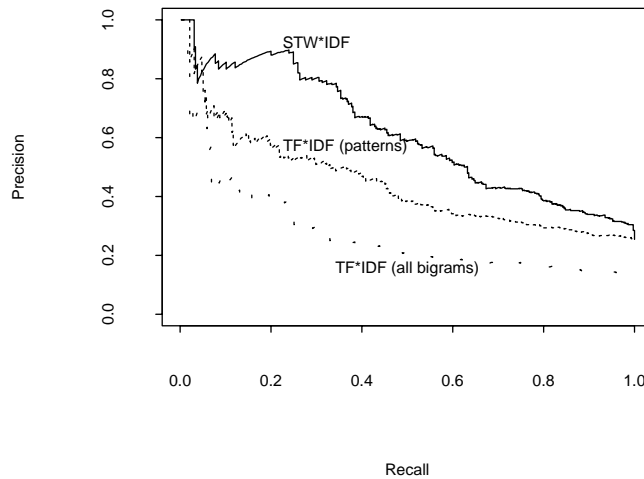 1.0
0.8
0.6
0.4
0.2
0.0
Precision
STW*IDF
TF*IDF (patterns)
TF*IDF (all bigrams)
0.0 0.2 0.4 0.6 0.8 1.0
Recall